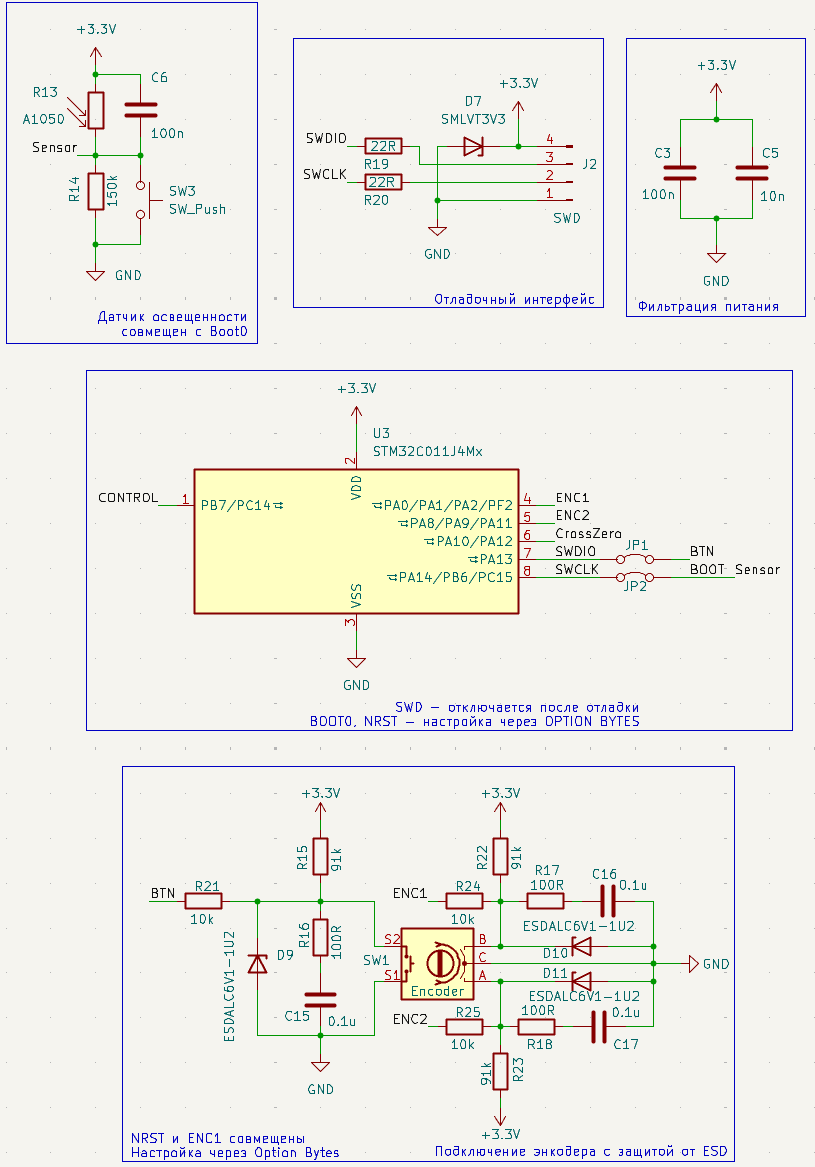 +3.3V
R13
A1050
C6
100n
Sensor
R14
150k
SW3
SW_Push
GND
Датчик освещенности
совмещен с Boot0
+3.3V
D7
SMLVT3V3
SWDIO
22R
R19
SWCLK
22R
R20
4
3
2
1
J2
SWD
GND
Отладочный интерфейс
+3.3V
C3
100n
C5
10n
GND
Фильтрация питания
+3.3V
U3
STM32C011J4Mx
2
VDD
CONTROL
1
PB7/PC14
PA0/PA1/PA2/PF2
4
ENC1
PA8/PA9/PA11
5
ENC2
PA10/PA12
6
CrossZero
PA13
7
SWDIO
JP1
BTN
PA14/PB6/PC15
8
SWCLK
JP2
BOOT
Sensor
VSS
3
GND
SWD – отключается после отладки
BOOT0, NRST – настройка через OPTION BYTES
+3.3V
R15
91k
BTN
R21
10k
R16
100R
D9
ESDALC6V1-1U2
C15
0.1u
GND
+3.3V
R22
91k
ENC1
R24
10k
R17
100R
C16
0.1u
ESDALC6V1-1U2
D10
S2
SW1
S1
B
C
A
Encoder
GND
D11
ESDALC6V1-1U2
ENC2
R25
10k
100R
R18
0.1u
C17
91k
R23
+3.3V
NRST и ENC1 совмещены
Настройка через Option Bytes
Подключение энкодера с защитой от ESD